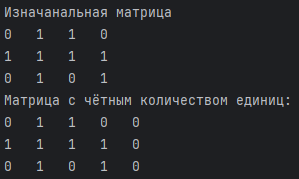 Изначанальная матрица
0 1 1 0
1 1 1 1
0 1 0 1
Матрица с чётным количеством единиц:
0 1 1 0 0
1 1 1 1 0
0 1 0 1 0